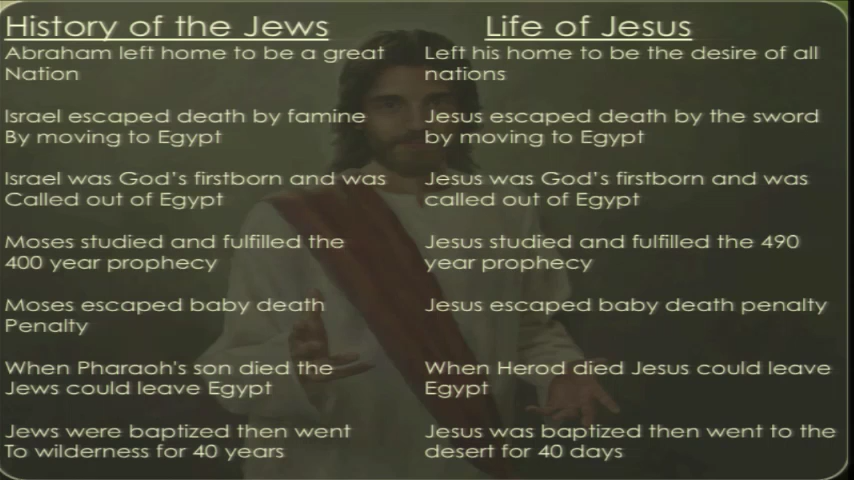 History of the Jews
Abraham left home to be a great
Nation
Israel escaped death by famine
By moving to Egypt
Israel was God's firstborn and was
Called out of Egypt
Moses studied and fulfilled the
400 year prophecy
Moses escaped baby death
Penalty
When Pharaoh's son died the
Jews could leave Egypt
Jews were baptized then went
To wilderness for 40 years
Life of Jesus
Left his home to be the desire of all
nations
Jesus escaped death by the sword
by moving to Egypt
Jesus was God's firstborn and was
called out of Egypt
Jesus studied and fulfilled the 490
year prophecy
Jesus escaped baby death penalty
When Herod died Jesus could leave
Egypt
Jesus was baptized then went to the
desert for 40 days